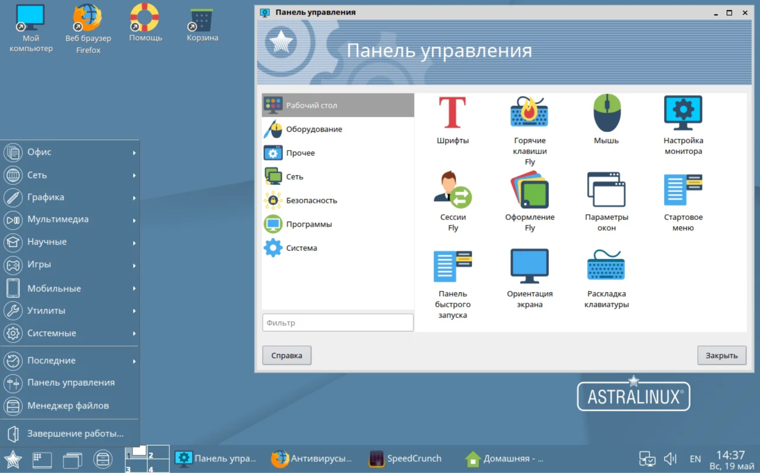 Мой
компьютер
Веб браузер
Firefox
Помощь
Корзина
Панель управления
Панель управления
Рабочий стол
Оборудование
Прочее
Сеть
Безопасность
Программы
Система
Фильтр
Шрифты
Горячие
клавиши
Fly
Мышь
Настройка
монитора
Сессии
Fly
Оформление
Fly
Параметры
окон
Стартовое
меню
Панель
быстрого
запуска
Ориентация
экрана
Раскладка
клавиатуры
Справка
Закрыть
Офис
Сеть
Графика
Мультимедиа
Научные
Игры
Мобильные
Утилиты
Системные
Последние
Панель управления
Менеджер файлов
Завершение работы...
ASTRALINUX®
1 2
3 4
Панель упра...
Антивирусы...
SpeedCrunch
Домашняя - ...
EN
14:37
Вс, 19 май